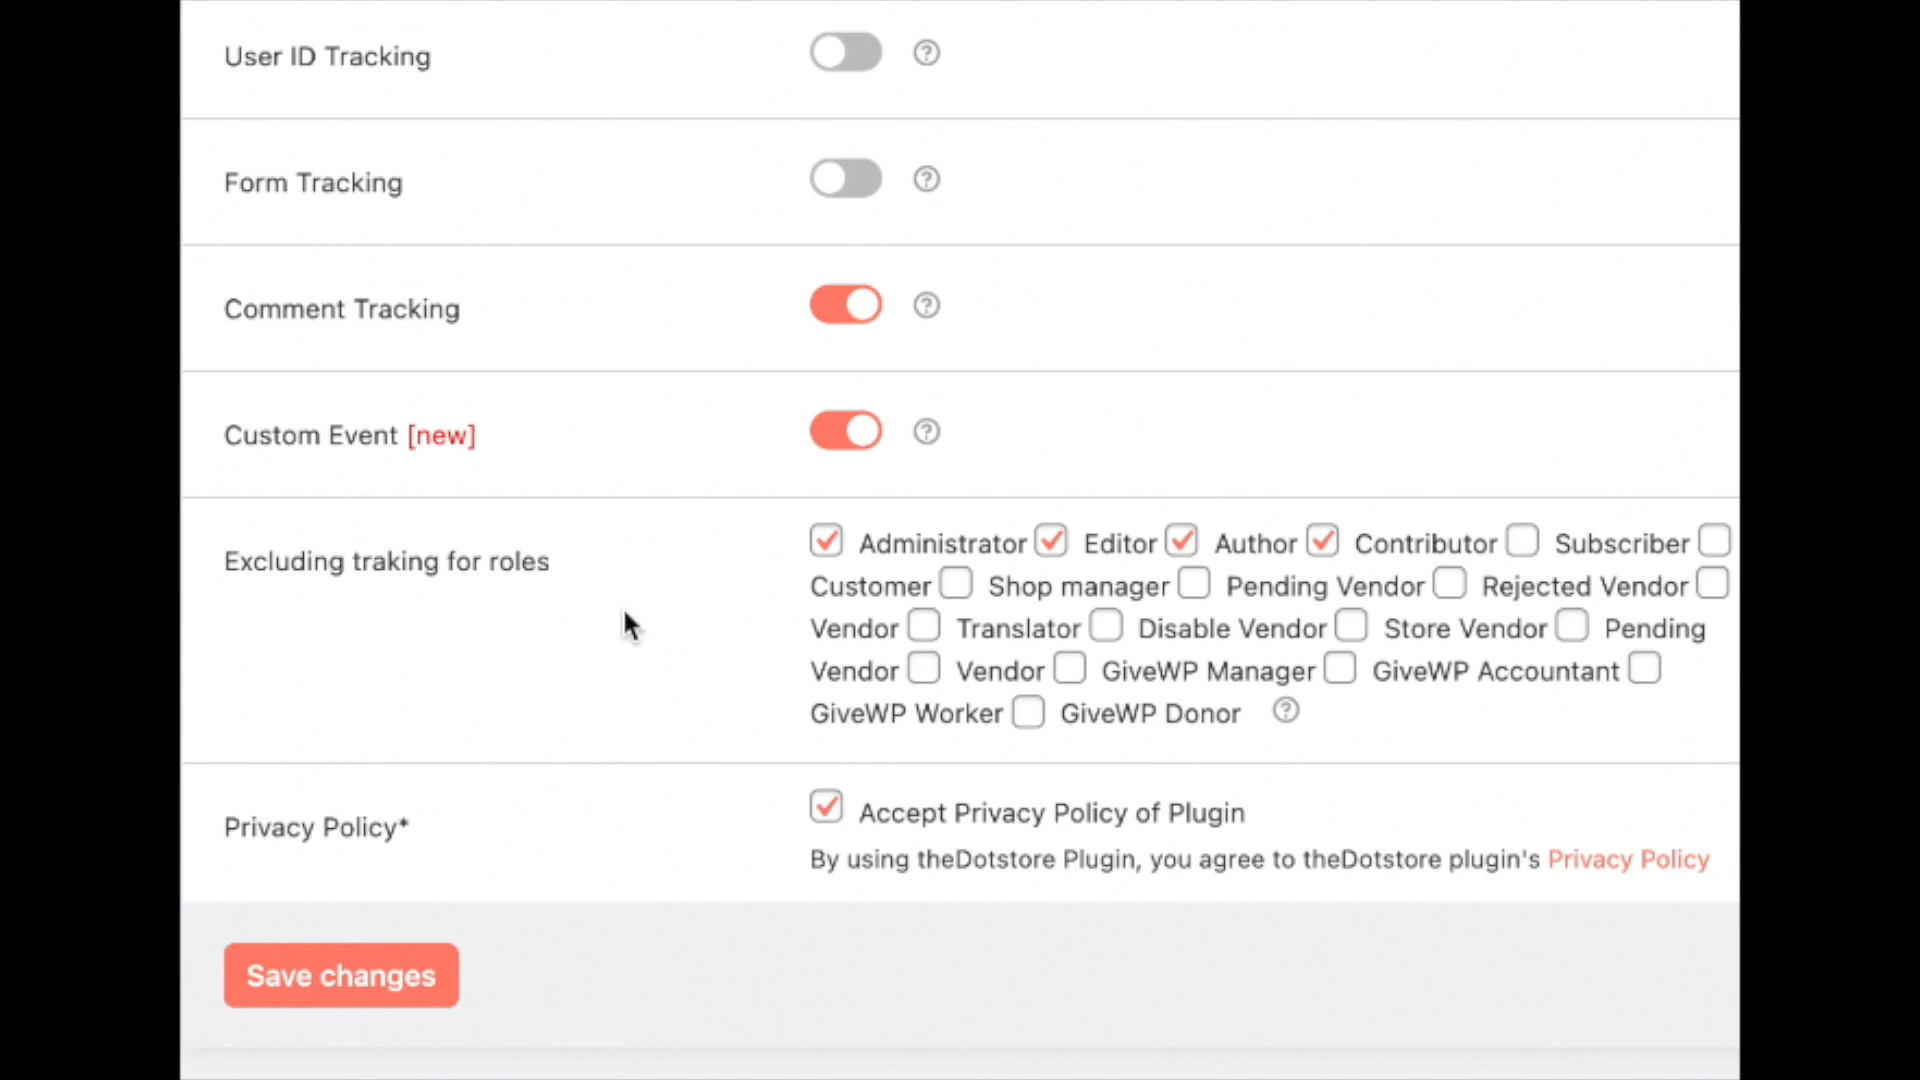 User ID Tracking
Form Tracking
Comment Tracking
Custom Event [new]
Excluding traking for roles
Administrator Editor Author Contributor Subscriber
Customer Shop manager Pending Vendor Rejected Vendor
Vendor Translator Disable Vendor Store Vendor Pending
Vendor Vendor GiveWP Manager GiveWP Accountant
GiveWP Worker GiveWP Donor
Privacy Policy*
Accept Privacy Policy of Plugin
By using theDotstore Plugin, you agree to theDotstore plugin's Privacy Policy
Save changes